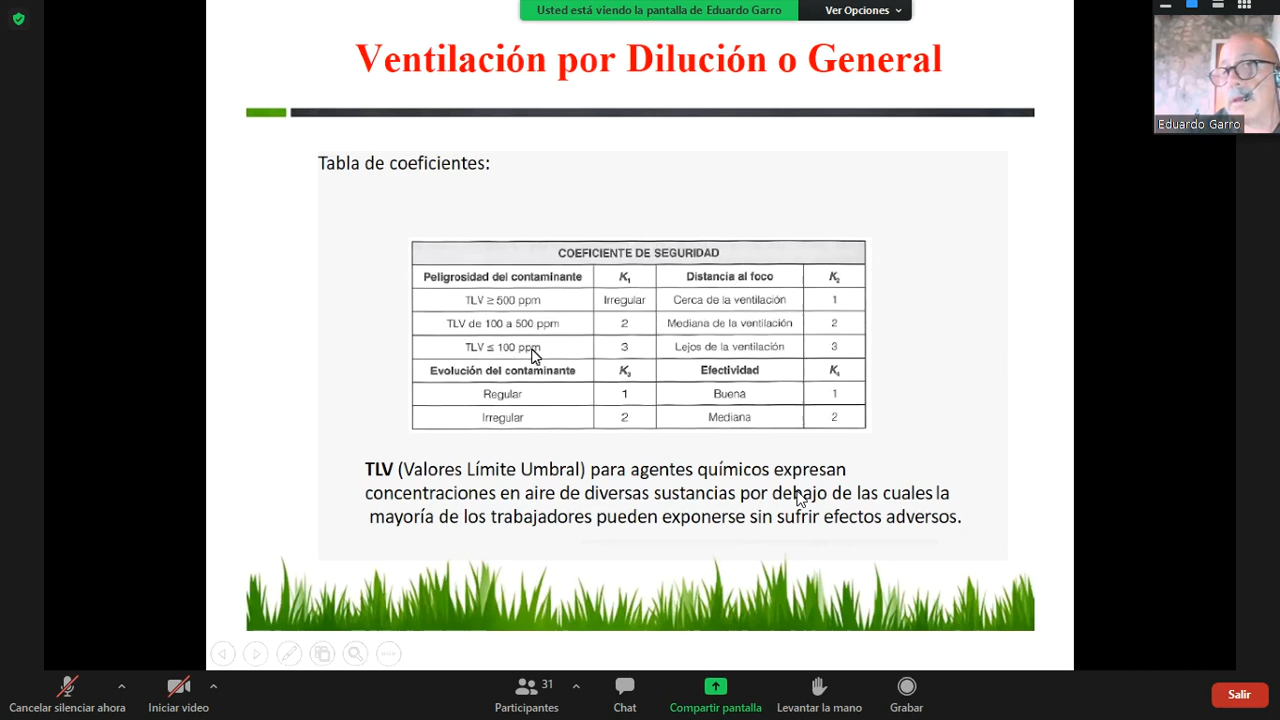 Usted está viendo la pantalla de Eduardo Garro
Ver Opciones
Ventilación por Dilución o General
Eduardo Garro
Tabla de coeficientes:
COEFICIENTE DE SEGURIDAD
Peligrosidad del contaminante K1 Distancia al foco K2
TLV ≥ 500 ppm Irregular Cerca de la ventilación 1
TLV de 100 a 500 ppm 2 Mediana de la ventilación 2
TLV ≤ 100 ppm 3 Lejos de la ventilación 3
Evolución del contaminante K3 Efectividad K4
Regular 1 Buena 1
Irregular 2 Mediana 2
TLV (Valores Límite Umbral) para agentes químicos expresan
concentraciones en aire de diversas sustancias por debajo de las cuales la
mayoría de los trabajadores pueden exponerse sin sufrir efectos adversos.
Cancelar silenciar ahora
Iniciar video
31
Participantes
Chat
Compartir pantalla
Levantar la mano
Grabar
Salir